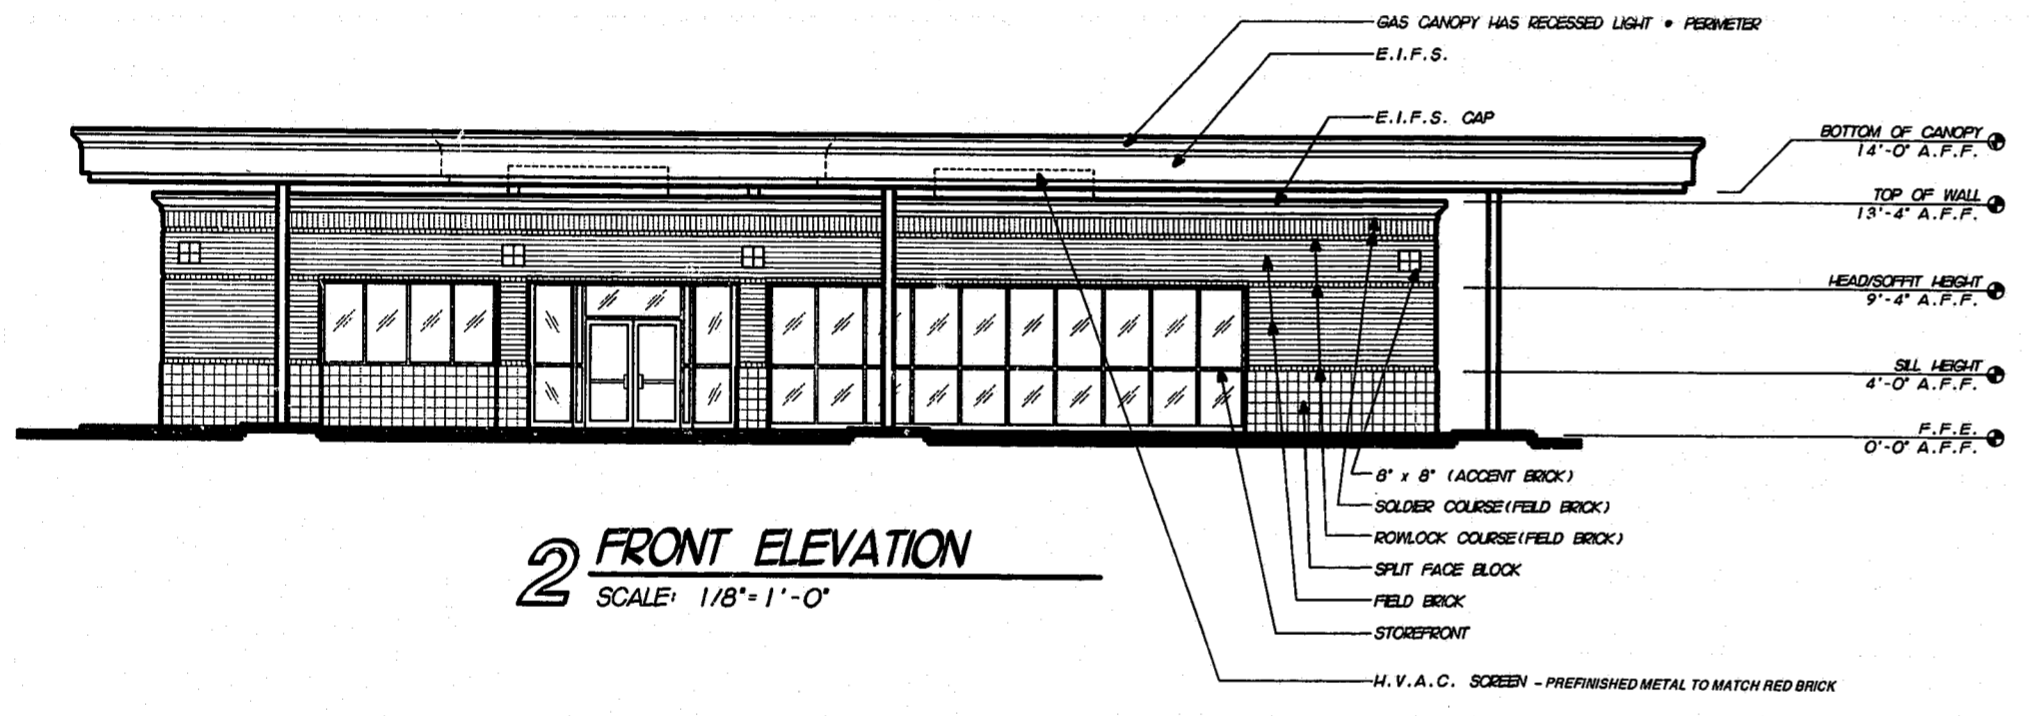 GAS CANOPY HAS RECESSED LIGHT • PERIMETER
E.I.F.S.
E.I.F.S. CAP
BOTTOM OF CANOPY
14'-0" A.F.F.
TOP OF WALL
13'-4" A.F.F.
HEAD/SOFFIT HEIGHT
9'-4" A.F.F.
SILL HEIGHT
4'-0" A.F.F.
F.F.E.
0'-0" A.F.F.
8" x 8" (ACCENT BRICK)
SOLDIER COURSE(FIELD BRICK)
ROWLOCK COURSE(FIELD BRICK)
SPLIT FACE BLOCK
FIELD BRICK
STOREFRONT
H.V.A.C. SCREEN - PREFINISHED METAL TO MATCH RED BRICK
2 FRONT ELEVATION
SCALE: 1/8"=1'-0"